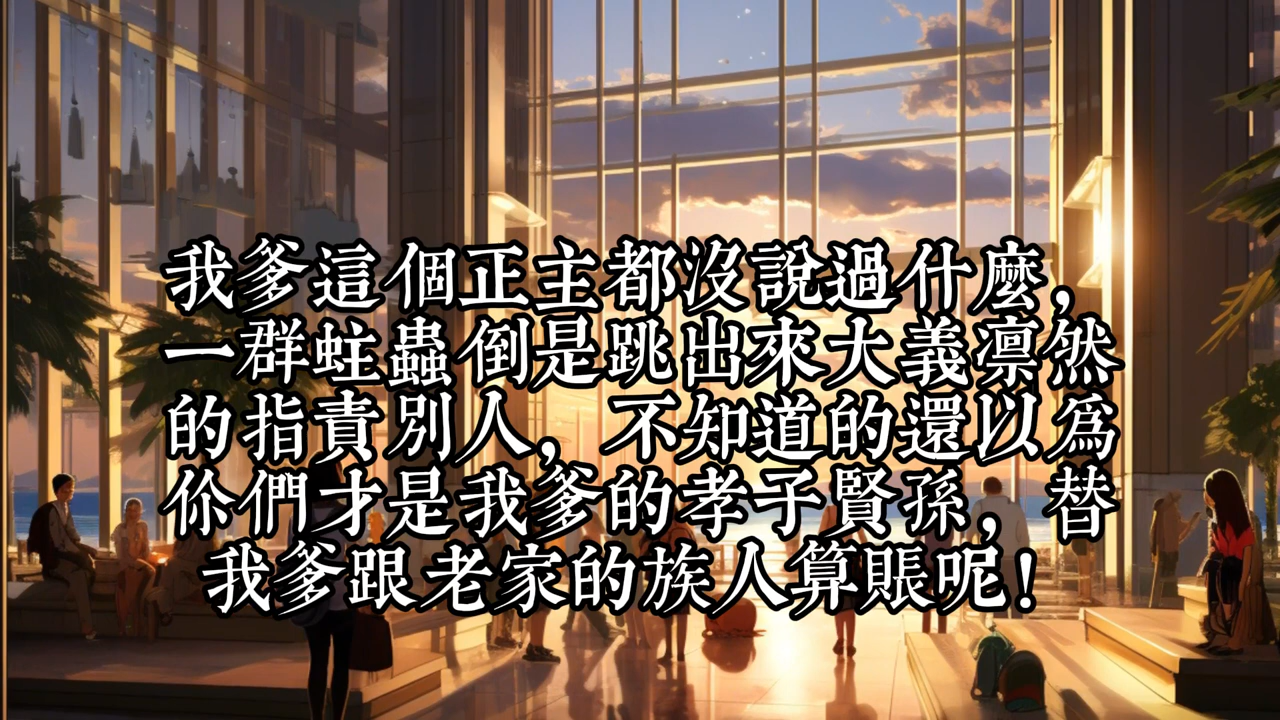 我爹這個正主都沒說過什麼，
一群蛀蟲倒是跳出來大義凛然
的指責別人，不知道的還以爲
你們才是我爹的孝子賢孫，替
我爹跟老家的族人算賬呢！